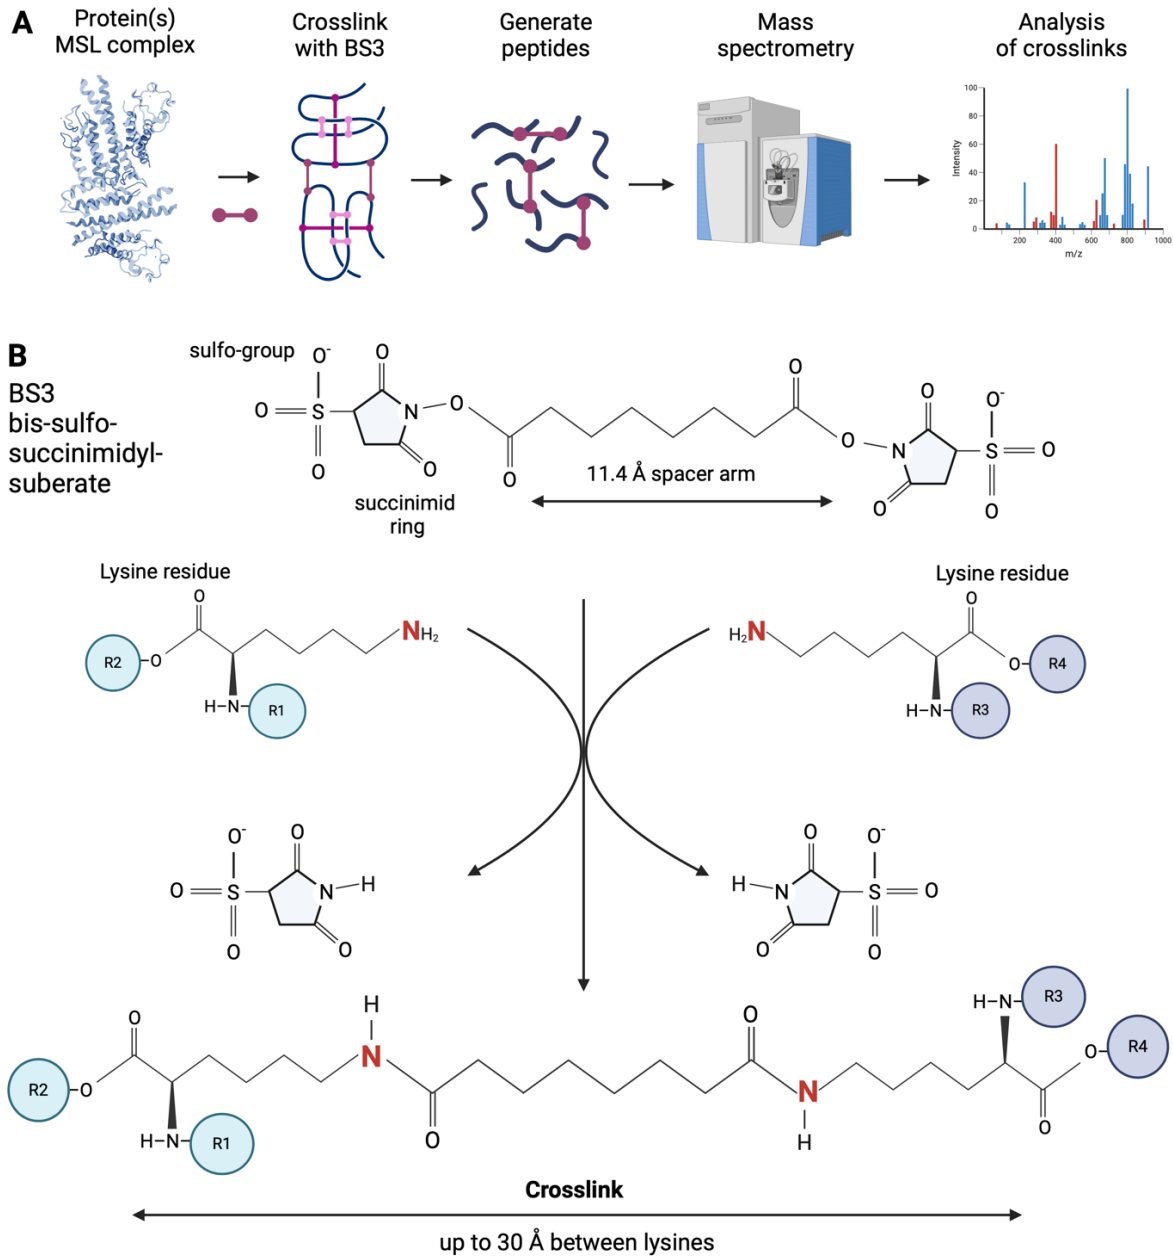 A
Protein(s)
MSL complex
Crosslink
with BS3
Generate
peptides
Mass
spectrometry
Analysis
of crosslinks
100
80
60
40
20
0
Intensity
200
400
600
800
1000
m/z
B
BS3
bis-sulfo-
succinimidyl-
suberate
sulfo-group
O-
O
O
S
N
O
O
O
O
succinimid
ring
11.4 Å spacer arm
O
O
O
O-
N
S
O
O
O
Lysine residue
O
NH2
R2
O
H-N
R1
Lysine residue
O
H2N
O
R4
H-N
R3
O-
O
O
S
N
H
O
O
O
O-
H
N
S
O
O
O
H
O
N
R2
O
O
H-N
R1
O
N
H
H-N
R3
O
R4
O
Crosslink
up to 30 Å between lysines